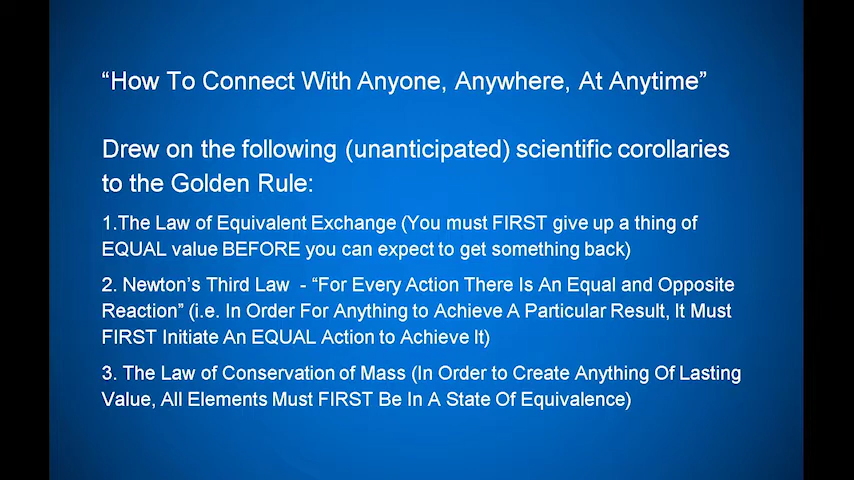 “How To Connect With Anyone, Anywhere, At Anytime”
Drew on the following (unanticipated) scientific corollaries
to the Golden Rule:
1.The Law of Equivalent Exchange (You must FIRST give up a thing of
EQUAL value BEFORE you can expect to get something back)
2. Newton’s Third Law - “For Every Action There Is An Equal and Opposite
Reaction” (i.e. In Order For Anything to Achieve A Particular Result, It Must
FIRST Initiate An EQUAL Action to Achieve It)
3. The Law of Conservation of Mass (In Order to Create Anything Of Lasting
Value, All Elements Must FIRST Be In A State Of Equivalence)